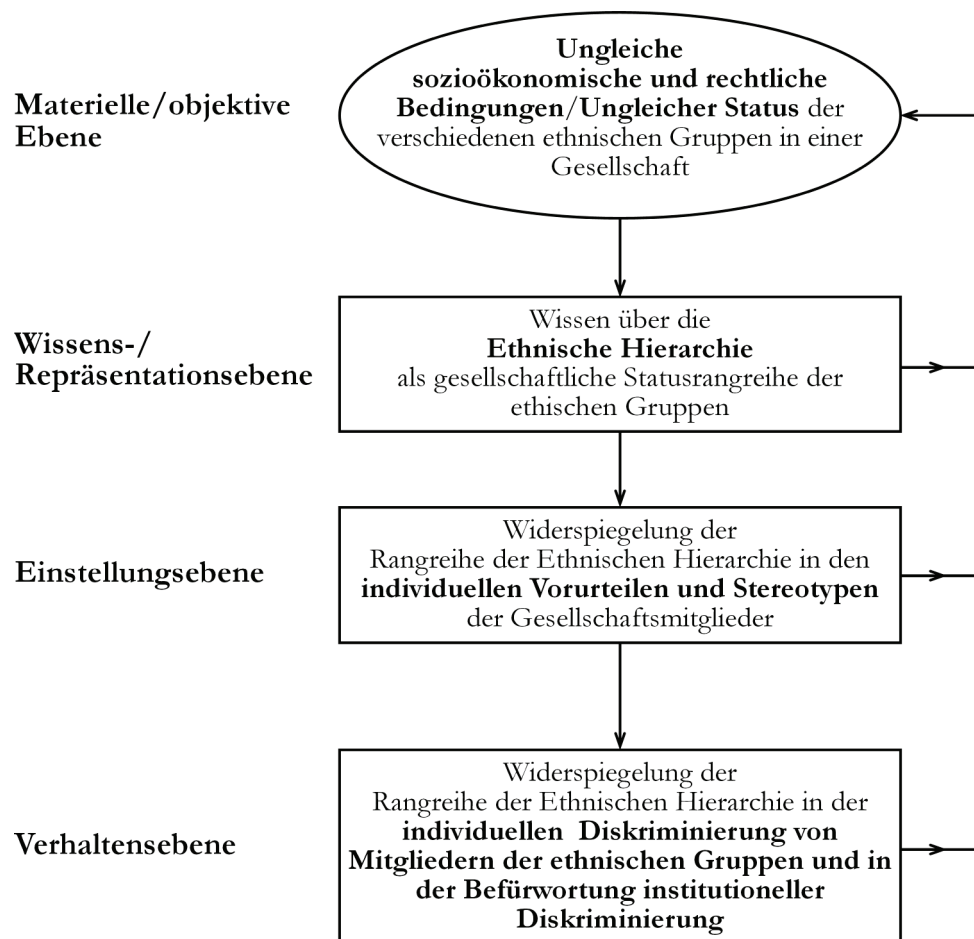 Materielle/objektive
Ebene
Ungleiche
sozioökonomische und rechtliche
Bedingungen/Ungleicher Status der
verschiedenen ethnischen Gruppen in einer
Gesellschaft
Wissens-/
Repräsentationsebene
Wissen über die
Ethnische Hierarchie
als gesellschaftliche Statusrangreihe der
ethischen Gruppen
Einstellungsebene
Widerspiegelung der
Rangreihe der Ethnischen Hierarchie in den
individuellen Vorurteilen und Stereotypen
der Gesellschaftsmitglieder
Verhaltensebene
Widerspiegelung der
Rangreihe der Ethnischen Hierarchie in der
individuellen Diskriminierung von
Mitgliedern der ethnischen Gruppen und in
der Befürwortung institutioneller
Diskriminierung